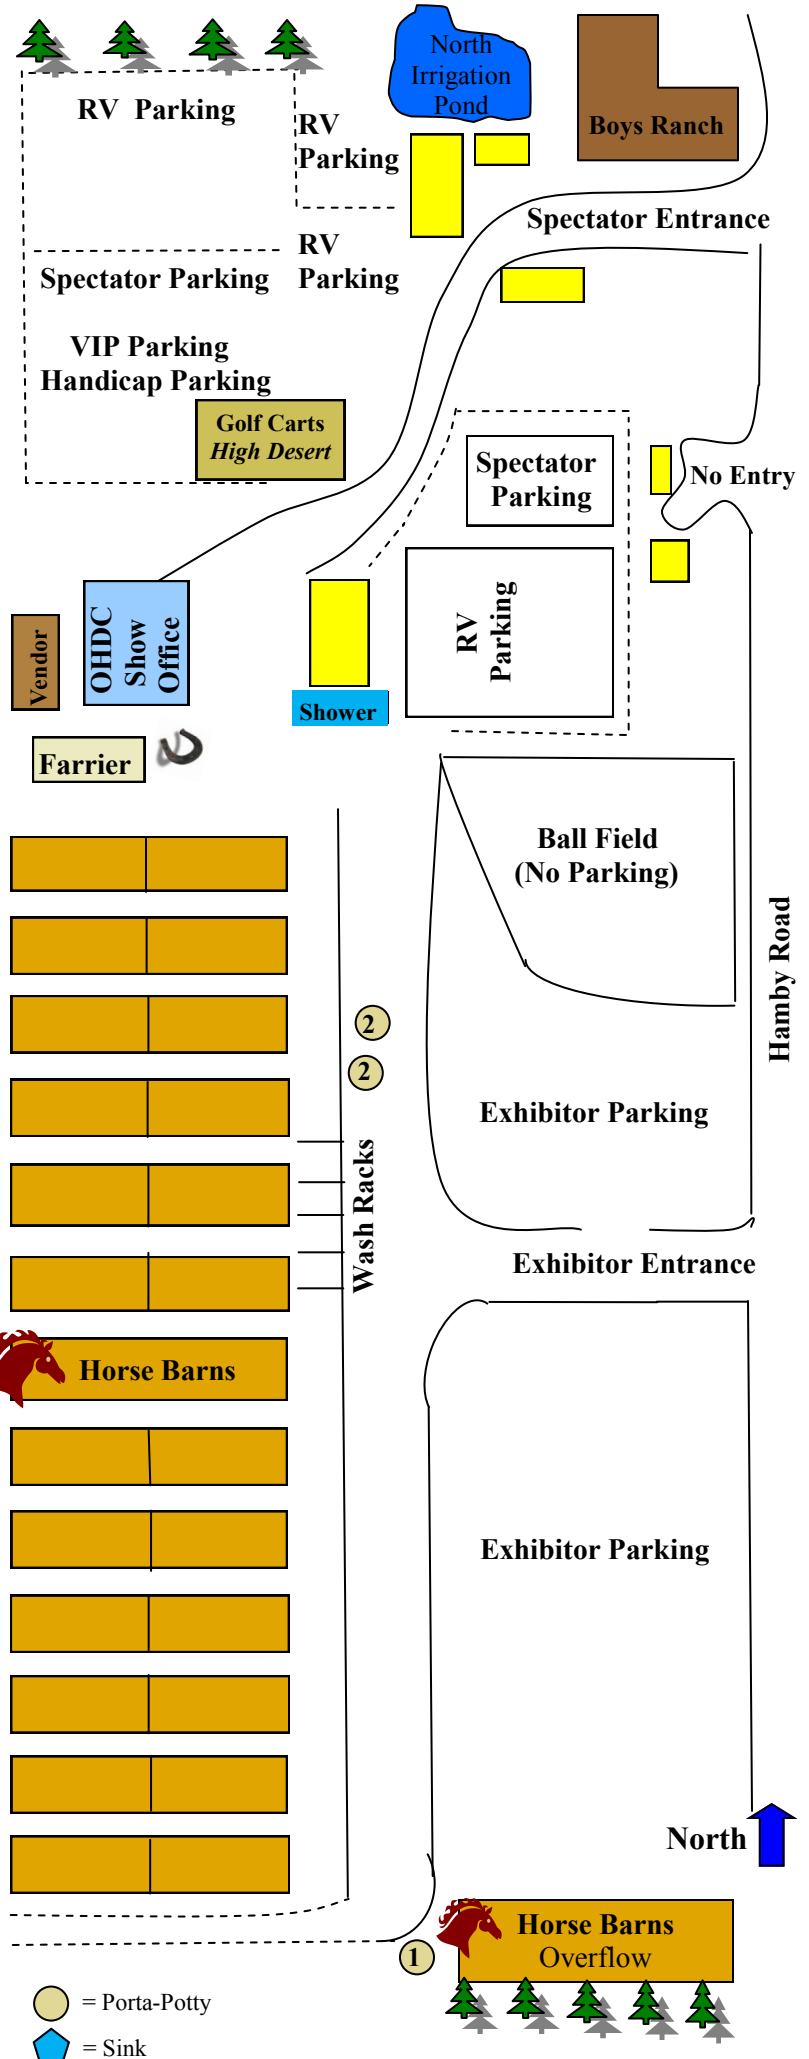 North
Irrigation
Pond
RV Parking
RV
Parking
Boys Ranch
Spectator Entrance
RV
Parking
Spectator Parking
VIP Parking
Handicap Parking
Golf Carts
High Desert
Spectator
Parking
No Entry
OHDC
Show
Office
Vendor
RV
Parking
Shower
Farrier
Ball Field
(No Parking)
Hamby Road
2
2
Exhibitor Parking
Wash Racks
Exhibitor Entrance
Horse Barns
Exhibitor Parking
North
Horse Barns
Overflow
1
= Porta-Potty
= Sink